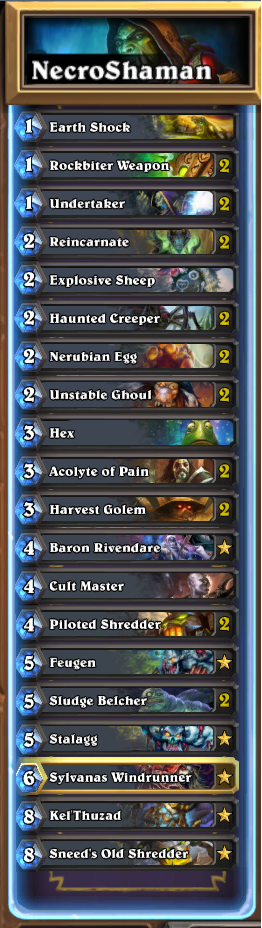 NecroShaman
1 Earth Shock
1 Rockbiter Weapon 2
1 Undertaker 2
2 Reincarnate 2
2 Explosive Sheep
2 Haunted Creeper 2
2 Nerubian Egg 2
2 Unstable Ghoul 2
3 Hex
3 Acolyte of Pain 2
3 Harvest Golem 2
4 Baron Rivendare
4 Cult Master
4 Piloted Shredder 2
5 Feugen
5 Sludge Belcher 2
5 Stalagg
6 Sylvanas Windrunner
8 Kel'Thuzad
8 Sneed's Old Shredder